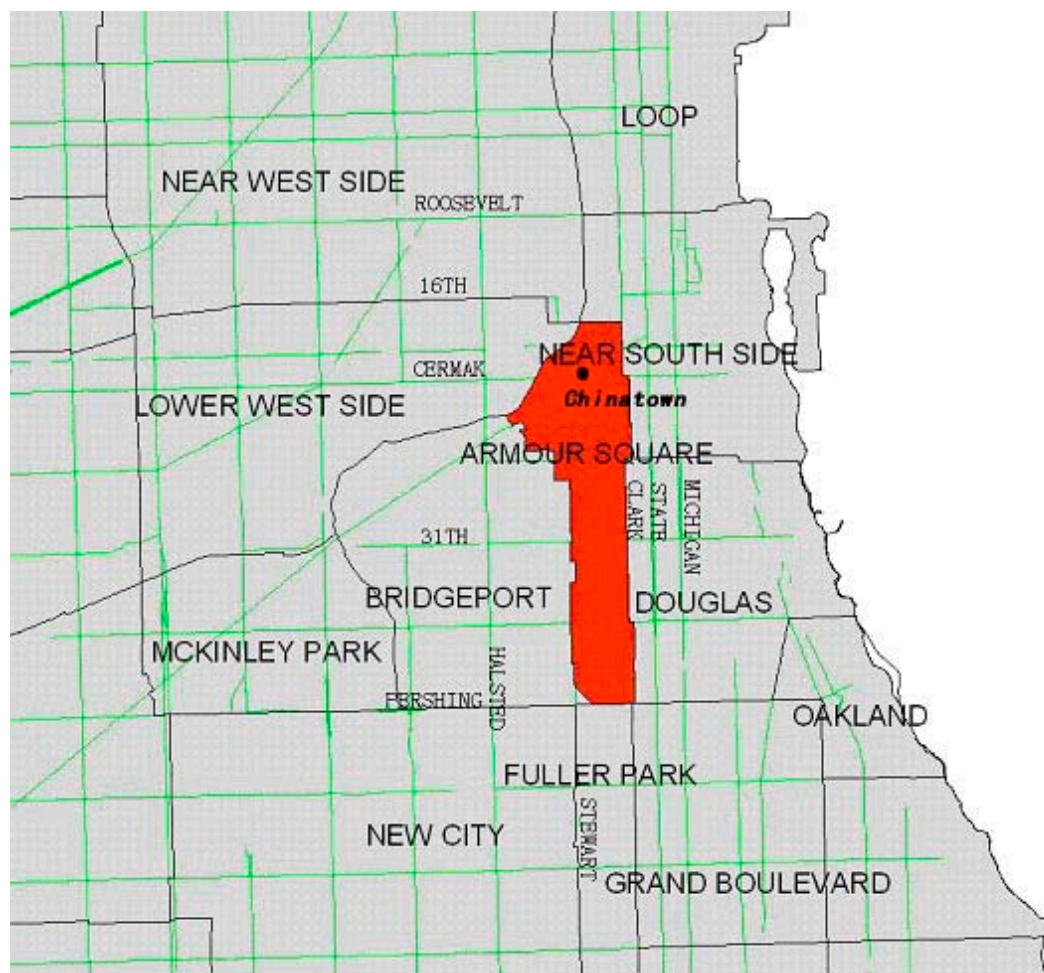 LOOP
NEAR WEST SIDE
ROOSEVELT
16TH
NEAR SOUTH SIDE
CERMAK
Chinatown
LOWER WEST SIDE
ARMOUR SQUARE
CLARK
STATE
MICHIGAN
31TH
BRIDGEPORT
DOUGLAS
MCKINLEY PARK
HALSTED
PERSHING
OAKLAND
FULLER PARK
STEWART
NEW CITY
GRAND BOULEVARD